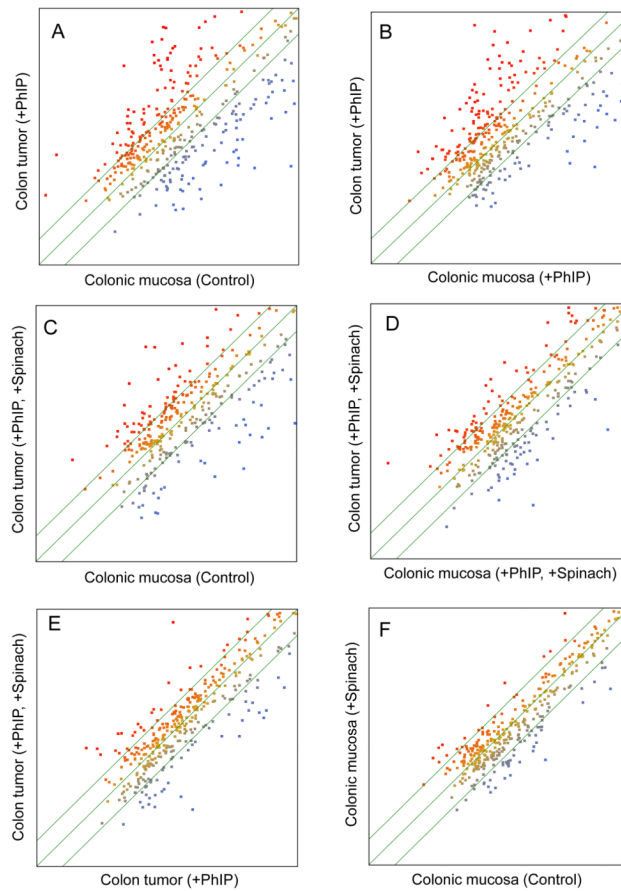 A
Colon tumor (+PhIP)
Colonic mucosa (Control)
B
Colon tumor (+PhIP)
Colonic mucosa (+PhIP)
C
Colon tumor (+PhIP, +Spinach)
Colonic mucosa (Control)
D
Colon tumor (+PhIP, +Spinach)
Colonic mucosa (+PhIP, +Spinach)
E
Colon tumor (+PhIP, +Spinach)
Colon tumor (+PhIP)
F
Colonic mucosa (+Spinach)
Colonic mucosa (Control)